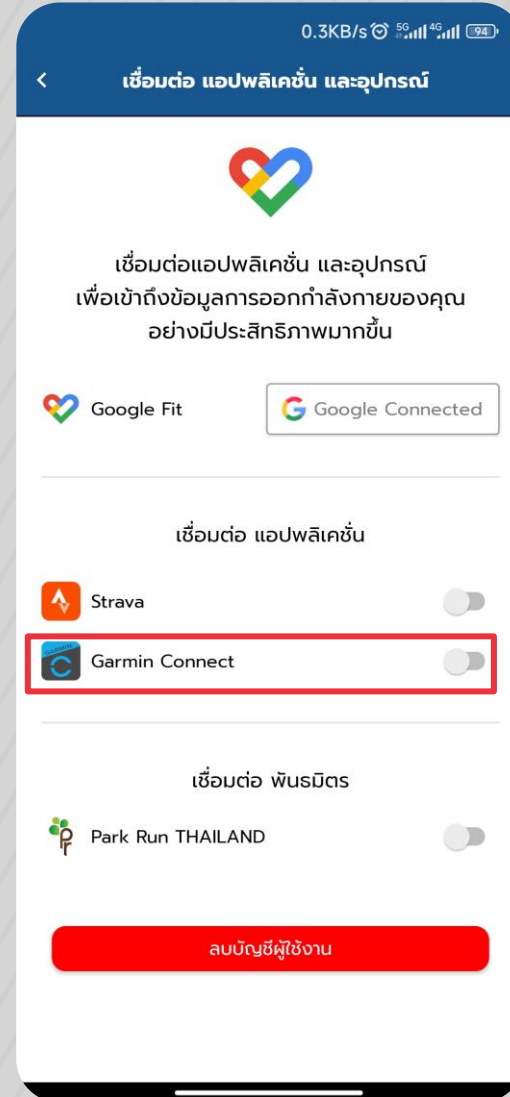 0.3KB/s 5G 4G 94
เชื่อมต่อ แอปพลิเคชั่น และอุปกรณ์
เชื่อมต่อแอปพลิเคชั่น และอุปกรณ์
เพื่อเข้าถึงข้อมูลการออกกำลังกายของคุณ
อย่างมีประสิทธิภาพมากขึ้น
Google Fit
G Google Connected
เชื่อมต่อ แอปพลิเคชั่น
Strava
GARMIN
Garmin Connect
เชื่อมต่อ พันธมิตร
Park Run THAILAND
ลบบัญชีผู้ใช้งาน